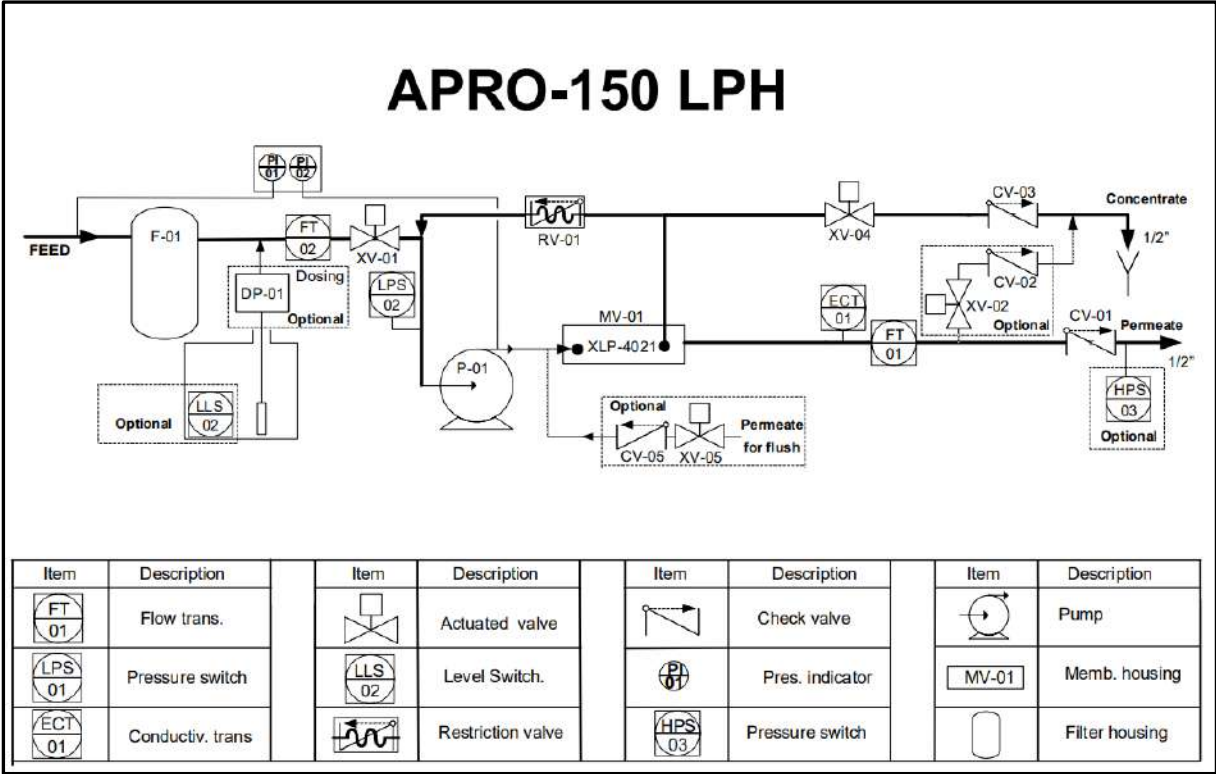 APRO-150 LPH
PI
01
PI
02
FEED
F-01
FT
02
XV-01
RV-01
XV-04
CV-03
Concentrate
1/2”
Dosing
DP-01
Optional
LPS
02
ECT
01
CV-02
XV-02
Optional
CV-01
Permeate
1/2”
MV-01
XLP-4021
FT
01
P-01
HPS
03
Optional
Optional
LLS
02
Optional
Permeate
for flush
CV-05
XV-05
Item Description Item Description Item Description Item Description
FT
01
Flow trans.
Actuated valve
Check valve
Pump
LPS
01
Pressure switch
LLS
02
Level Switch.
PI
01
Pres. indicator
MV-01
Memb. housing
ECT
01
Conductiv. trans
Restriction valve
HPS
03
Pressure switch
Filter housing